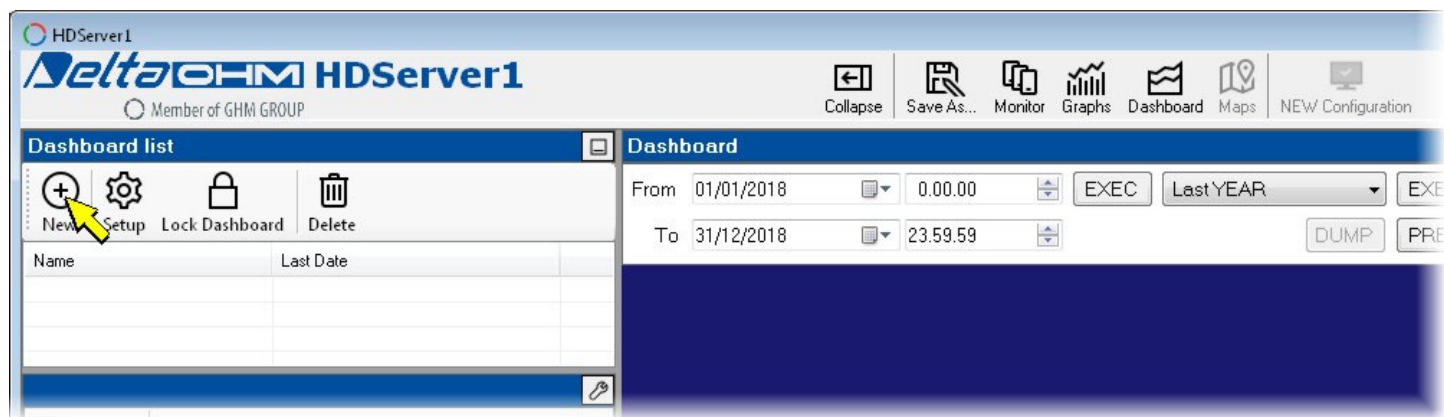 HDServer1
DeltaOHM HDServer1
Member of GHM GROUP
Collapse Save As... Monitor Graphs Dashboard Maps NEW Configuration
Dashboard list
New Setup Lock Dashboard Delete
Name Last Date
Dashboard
From 01/01/2018 0.00.00 EXEC Last YEAR EXE
To 31/12/2018 23.59.59 DUMP PRE